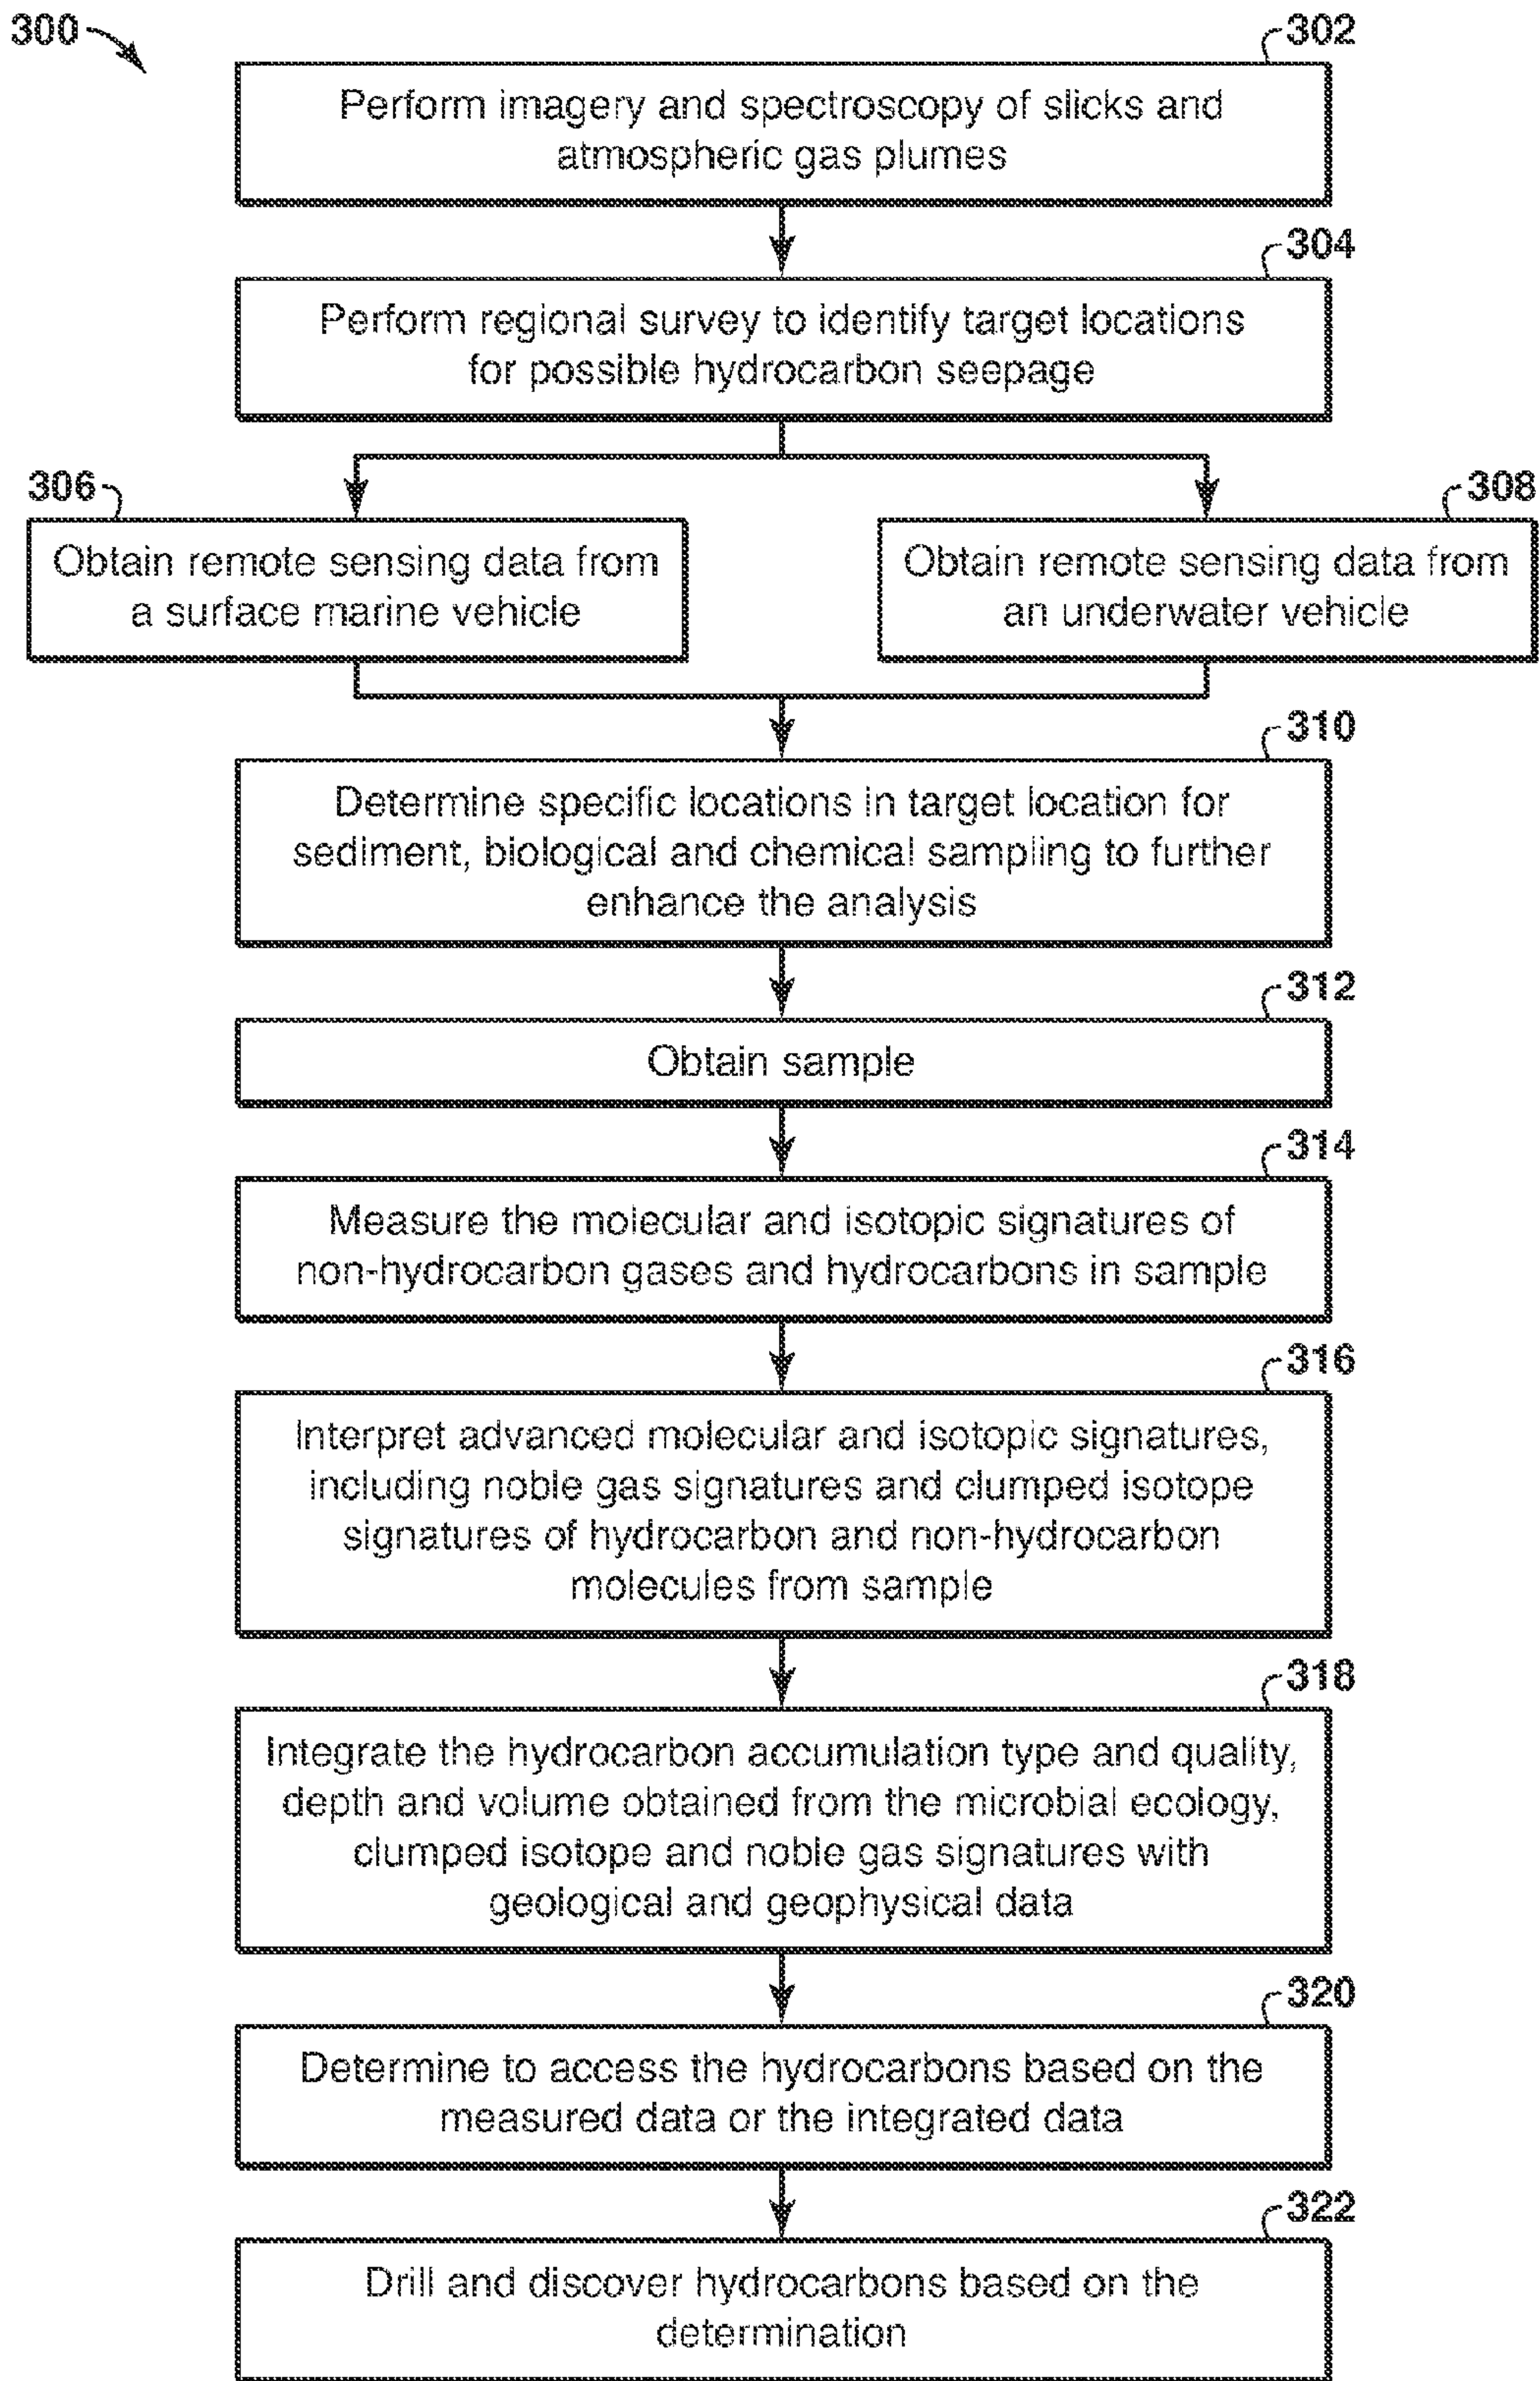 300
302
Perform imagery and spectroscopy of slicks and
atmospheric gas plumes
304
Perform regional survey to identify target locations
for possible hydrocarbon seepage
306
Obtain remote sensing data from
a surface marine vehicle
308
Obtain remote sensing data from
an underwater vehicle
310
Determine specific locations in target location for
sediment, biological and chemical sampling to further
enhance the analysis
312
Obtain sample
314
Measure the molecular and isotopic signatures of
non-hydrocarbon gases and hydrocarbons in sample
316
Interpret advanced molecular and isotopic signatures,
including noble gas signatures and clumped isotope
signatures of hydrocarbon and non-hydrocarbon
molecules from sample
318
Integrate the hydrocarbon accumulation type and quality,
depth and volume obtained from the microbial ecology,
clumped isotope and noble gas signatures with
geological and geophysical data
320
Determine to access the hydrocarbons based on the
measured data or the integrated data
322
Drill and discover hydrocarbons based on the
determination